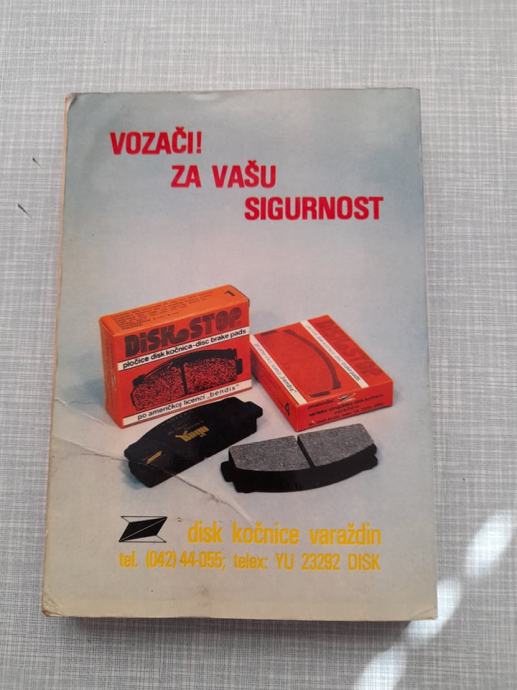 VOZAČI!
ZA VAŠU
SIGURNOST
DISK STOP
pločice disk kočnica-disc brake pads
po američkoj licenci „bendix"
disk kočnice varaždin
tel. (042) 44-055; telex: YU 23292 DISK